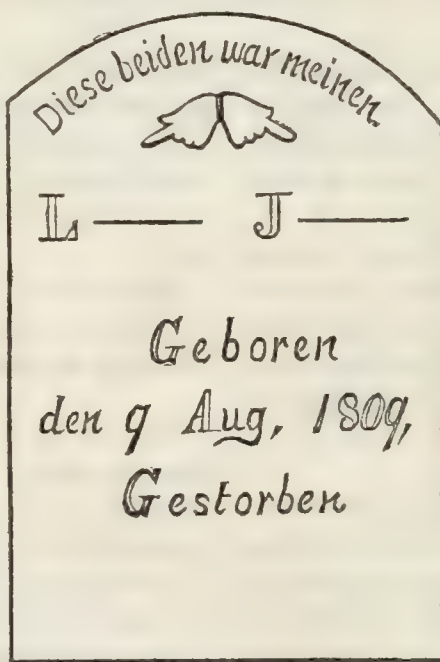 Diese beiden war meinen.
L —— J ——
Geboren
den 9 Aug, 1809,
Gestorben